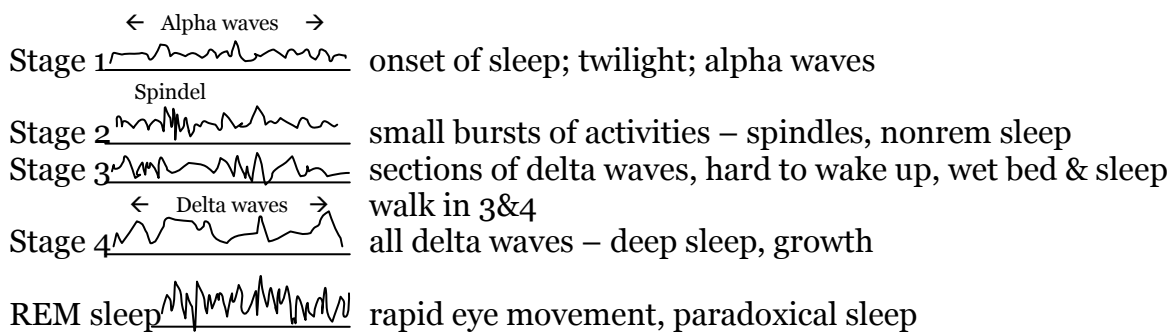 ← Alpha waves →
Stage 1 onset of sleep; twilight; alpha waves
Spindel
Stage 2 small bursts of activities – spindles, nonrem sleep
Stage 3 sections of delta waves, hard to wake up, wet bed & sleep
← Delta waves → walk in 3&4
Stage 4 all delta waves – deep sleep, growth
REM sleep rapid eye movement, paradoxical sleep